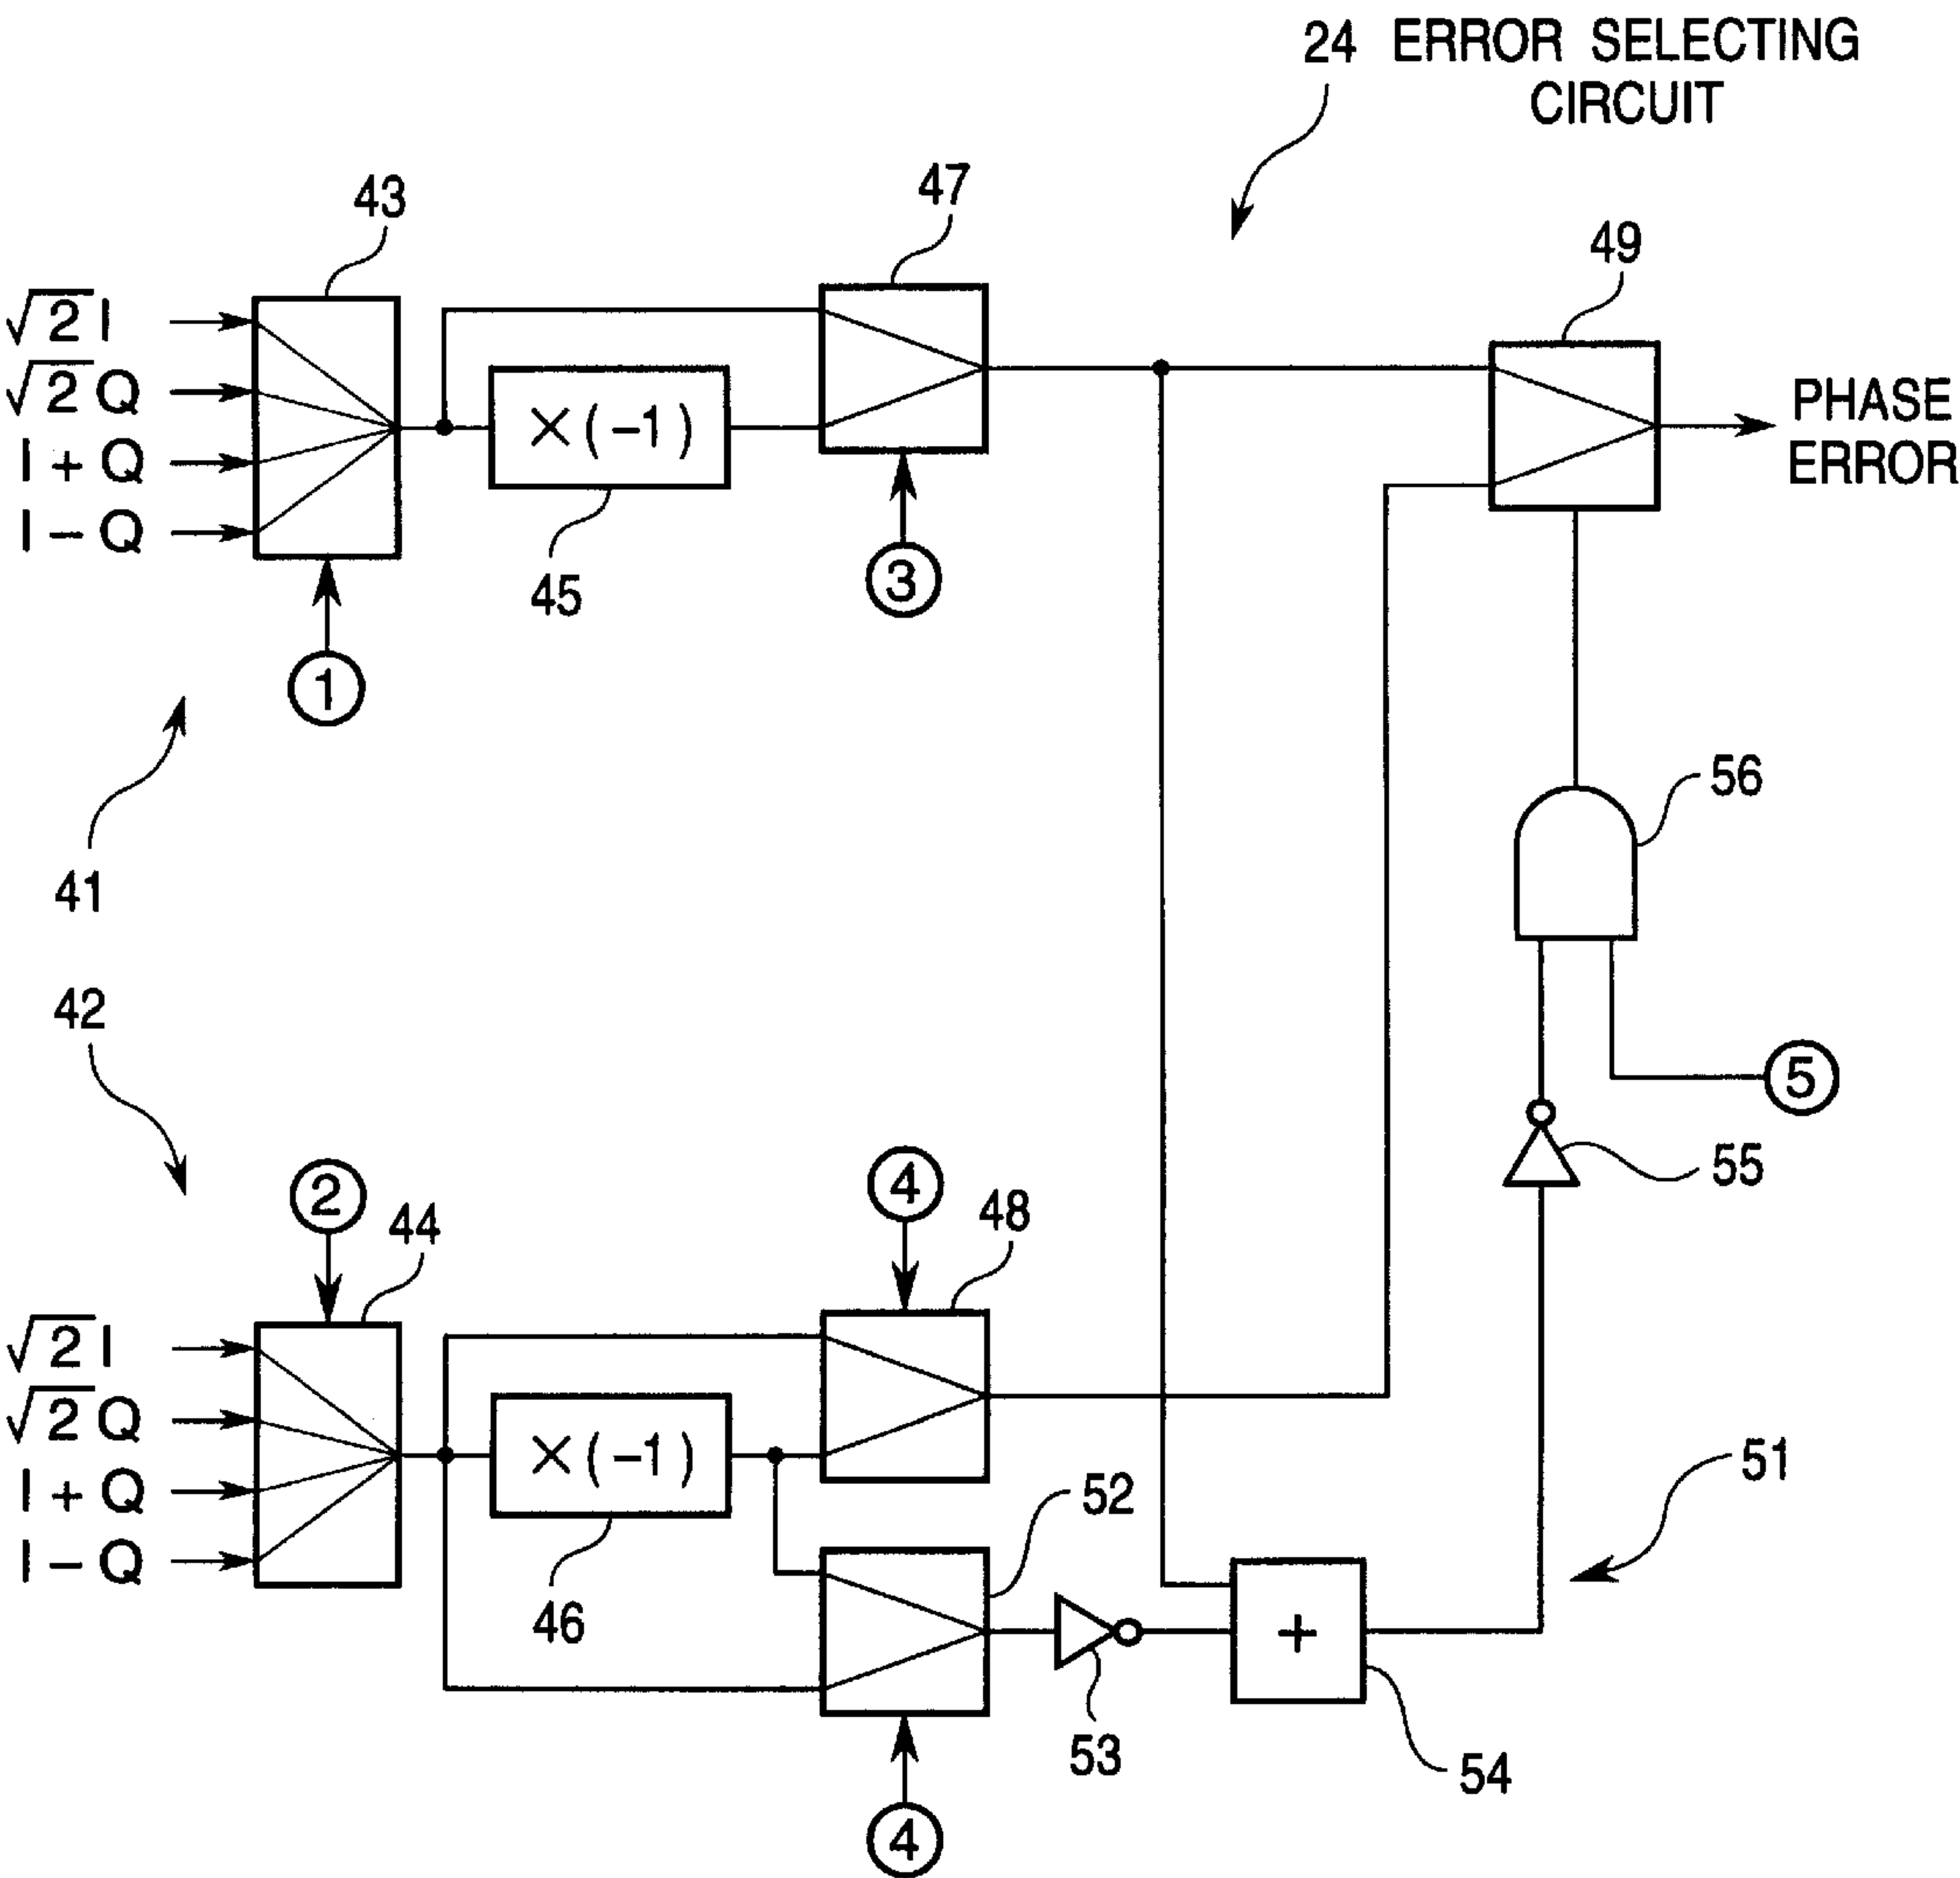 24 ERROR SELECTING
CIRCUIT
43
47
49
√2 I
√2 Q
I + Q
I − Q
×(−1)
45
①
③
PHASE
ERROR
41
56
42
⑤
55
②
44
④
48
√2 I
√2 Q
I + Q
I − Q
×(−1)
46
52
51
53
+
54
④